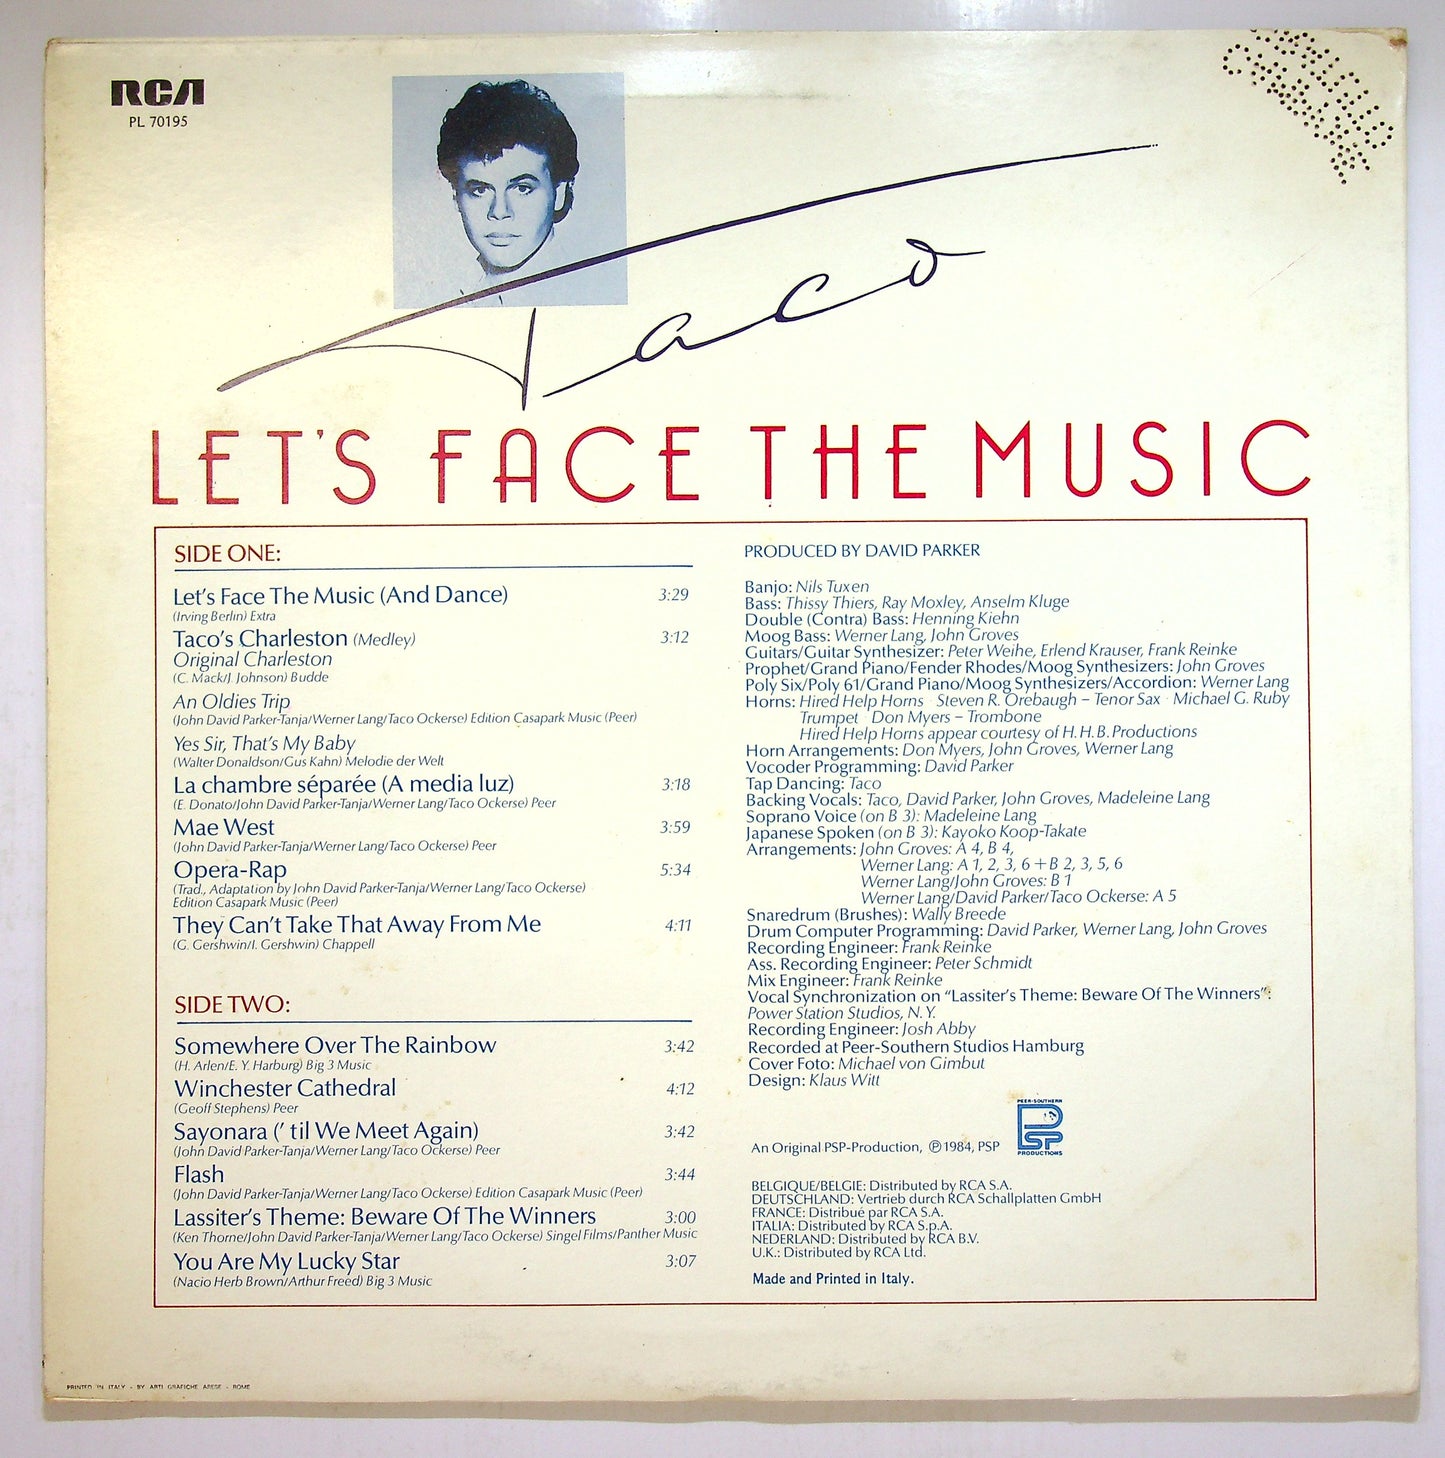 RCA
PL 70195
Taco
LET'S FACE THE MUSIC
SIDE ONE:
Let's Face The Music (And Dance) 3:29
(Irving Berlin) Extra
Taco's Charleston (Medley) 3:12
Original Charleston
(C. Mack/J. Johnson) Budde
An Oldies Trip
(John David Parker-Tanja/Werner Lang/Taco Ockerse) Edition Casapark Music (Peer)
Yes Sir, That's My Baby
(Walter Donaldson/Gus Kahn) Melodie der Welt
La chambre séparée (A media luz) 3:18
(E. Donato/John David Parker-Tanja/Werner Lang/Taco Ockerse) Peer
Mae West 3:59
(John David Parker-Tanja/Werner Lang/Taco Ockerse) Peer
Opera-Rap 5:34
(Trad., Adaptation by John David Parker-Tanja/Werner Lang/Taco Ockerse)
Edition Casapark Music (Peer)
They Can't Take That Away From Me 4:11
(G. Gershwin/I. Gershwin) Chappell
SIDE TWO:
Somewhere Over The Rainbow 3:42
(H. Arlen/E. Y. Harburg) Big 3 Music
Winchester Cathedral 4:12
(Geoff Stephens) Peer
Sayonara (' til We Meet Again) 3:42
(John David Parker-Tanja/Werner Lang/Taco Ockerse) Peer
Flash 3:44
(John David Parker-Tanja/Werner Lang/Taco Ockerse) Edition Casapark Music (Peer)
Lassiter's Theme: Beware Of The Winners 3:00
(Ken Thorne/John David Parker-Tanja/Werner Lang/Taco Ockerse) Singel Films/Panther Music
You Are My Lucky Star 3:07
(Nacio Herb Brown/Arthur Freed) Big 3 Music
PRODUCED BY DAVID PARKER
Banjo: Nils Tuxen
Bass: Thissy Thiers, Ray Moxley, Anselm Kluge
Double (Contra) Bass: Henning Kiehn
Moog Bass: Werner Lang, John Groves
Guitars/Guitar Synthesizer: Peter Weihe, Erlend Krauser, Frank Reinke
Prophet/Grand Piano/Fender Rhodes/Moog Synthesizers: John Groves
Poly Six/Poly 61/Grand Piano/Moog Synthesizers/Accordion: Werner Lang
Horns: Hired Help Horns Steven R. Orebaugh – Tenor Sax Michael G. Ruby
Trumpet Don Myers – Trombone
Hired Help Horns appear courtesy of H. H. B. Productions
Horn Arrangements: Don Myers, John Groves, Werner Lang
Vocoder Programming: David Parker
Tap Dancing: Taco
Backing Vocals: Taco, David Parker, John Groves, Madeleine Lang
Soprano Voice (on B 3): Madeleine Lang
Japanese Spoken (on B 3): Kayoko Koop-Takate
Arrangements: John Groves: A 4, B 4,
Werner Lang: A 1, 2, 3, 6 + B 2, 3, 5, 6
Werner Lang/John Groves: B 1
Werner Lang/David Parker/Taco Ockerse: A 5
Snaredrum (Brushes): Wally Breede
Drum Computer Programming: David Parker, Werner Lang, John Groves
Recording Engineer: Frank Reinke
Ass. Recording Engineer: Peter Schmidt
Mix Engineer: Frank Reinke
Vocal Synchronization on "Lassiter's Theme: Beware Of The Winners":
Power Station Studios, N. Y.
Recording Engineer: Josh Abby
Recorded at Peer-Southern Studios Hamburg
Cover Foto: Michael von Gimbut
Design: Klaus Witt
PEER-SOUTHERN
PSP
PRODUCTIONS
An Original PSP-Production, ℗ 1984, PSP
BELGIQUE/BELGIE: Distributed by RCA S.A.
DEUTSCHLAND: Vertrieb durch RCA Schallplatten GmbH
FRANCE: Distribué par RCA S.A.
ITALIA: Distributed by RCA S.p.A.
NEDERLAND: Distributed by RCA B.V.
U.K.: Distributed by RCA Ltd.
Made and Printed in Italy.
PRINTED IN ITALY - BY ARTI GRAFICHE ARESE - ROME